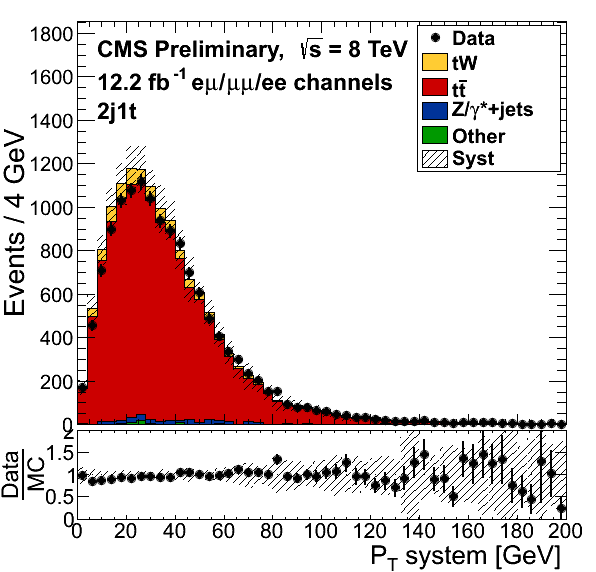 CMS Preliminary, √s = 8 TeV
12.2 fb⁻¹ eμ/μμ/ee channels
2j1t
Data
tW
tt̄
Z/γ*+jets
Other
Syst
Events / 4 GeV
1800
1600
1400
1200
1000
800
600
400
200
0
Data
MC
2
1.5
1
0.5
0
0 20 40 60 80 100 120 140 160 180 200
P_T system [GeV]